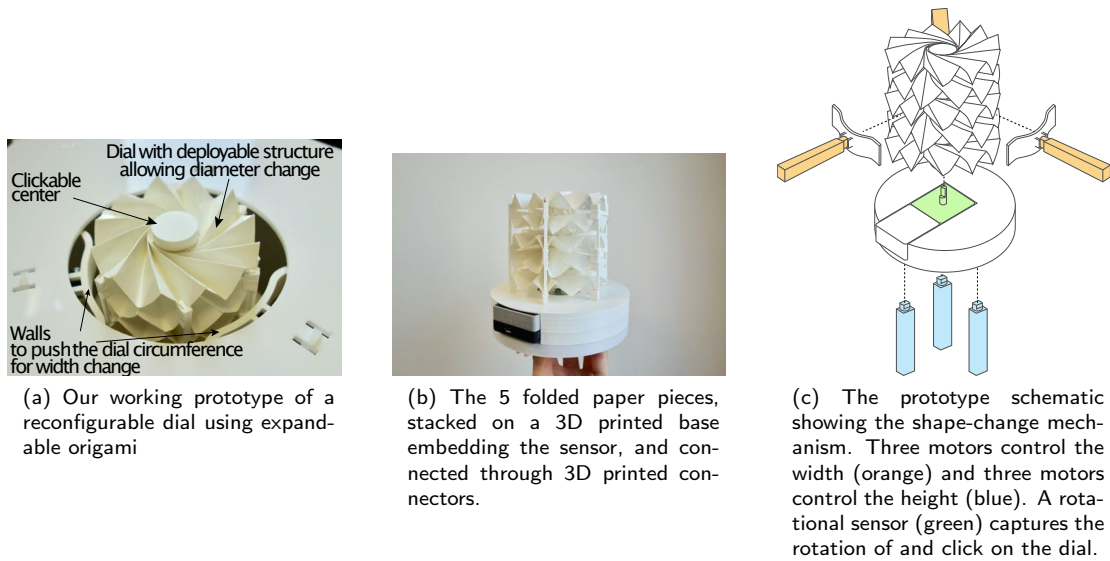 Dial with deployable structure
allowing diameter change
Clickable
center
Walls
to push the dial circumference
for width change
(a) Our working prototype of a
reconfigurable dial using expand-
able origami
(b) The 5 folded paper pieces,
stacked on a 3D printed base
embedding the sensor, and con-
nected through 3D printed con-
nectors.
(c) The prototype schematic
showing the shape-change mech-
anism. Three motors control the
width (orange) and three motors
control the height (blue). A rota-
tional sensor (green) captures the
rotation of and click on the dial.